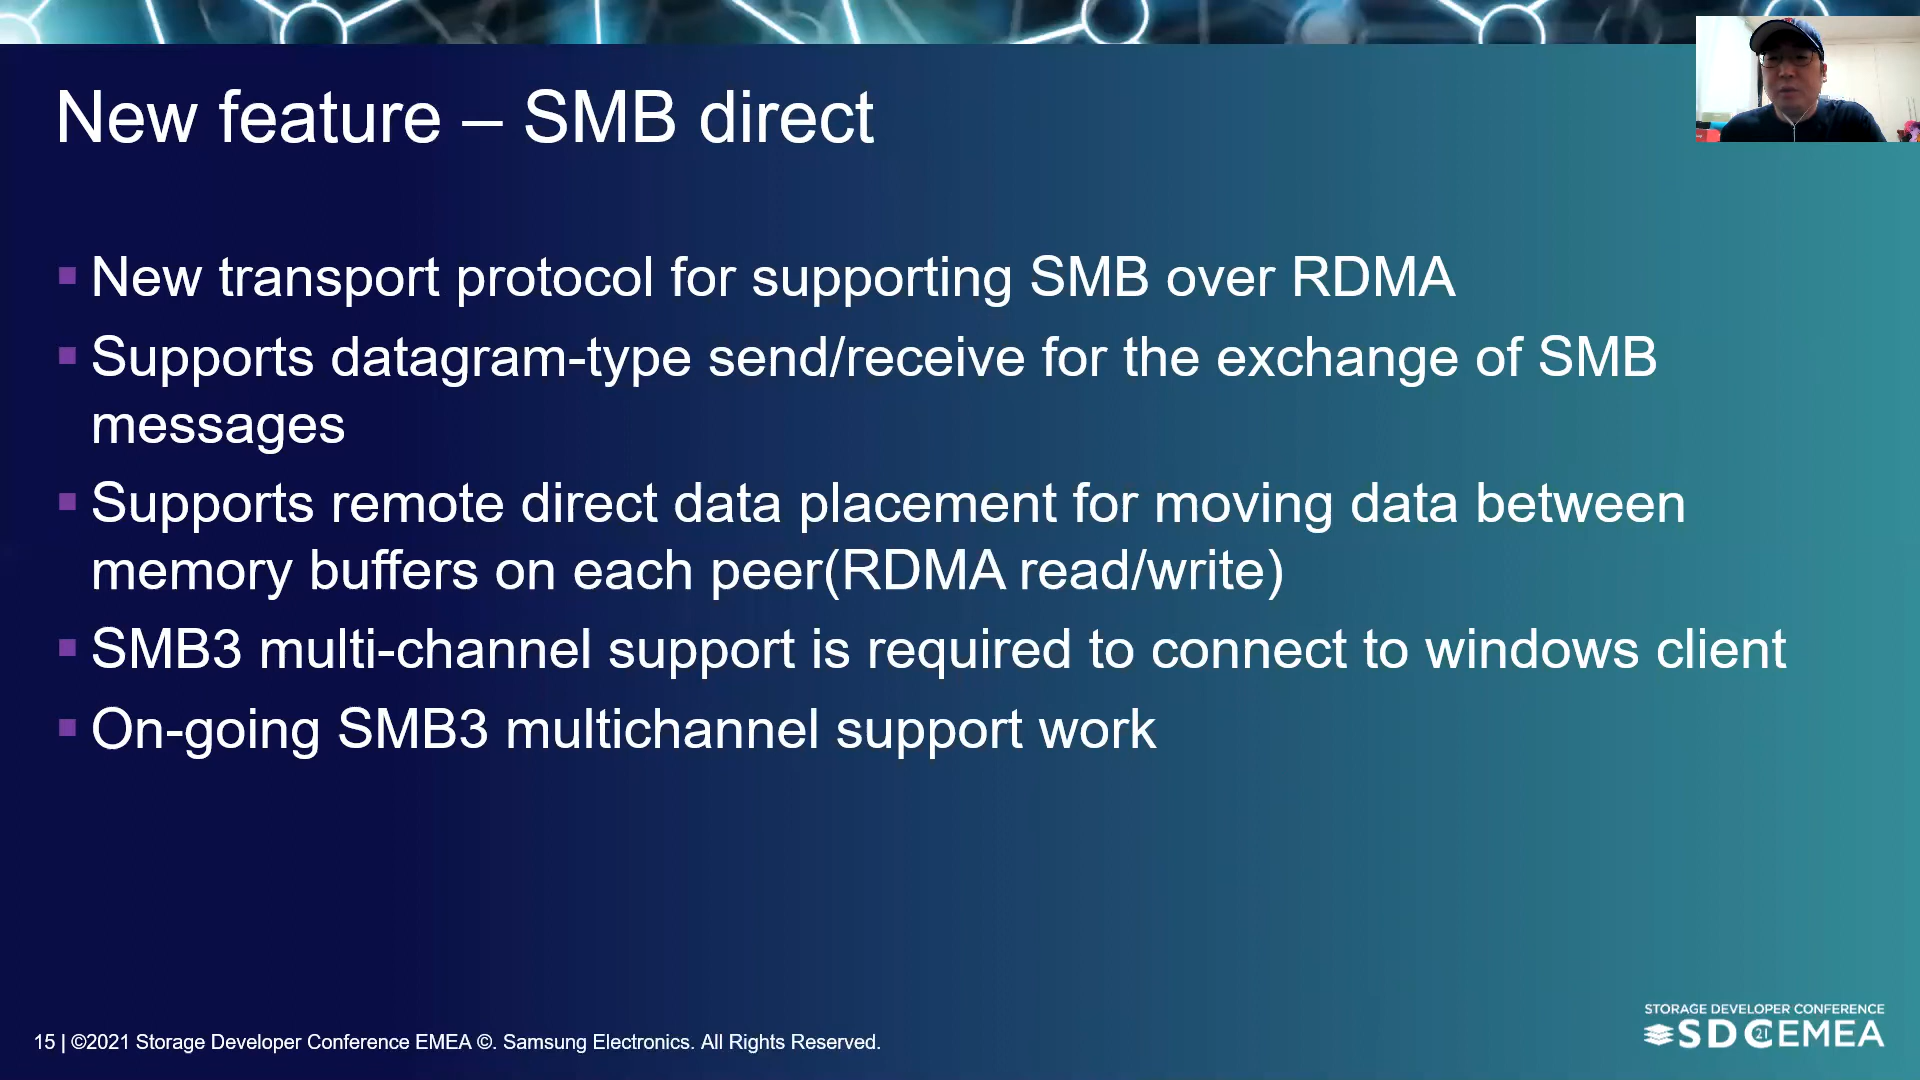 New feature – SMB direct
New transport protocol for supporting SMB over RDMA
Supports datagram-type send/receive for the exchange of SMB
messages
Supports remote direct data placement for moving data between
memory buffers on each peer(RDMA read/write)
SMB3 multi-channel support is required to connect to windows client
On-going SMB3 multichannel support work
15 | ©2021 Storage Developer Conference EMEA ©. Samsung Electronics. All Rights Reserved.
STORAGE DEVELOPER CONFERENCE
SDC21EMEA